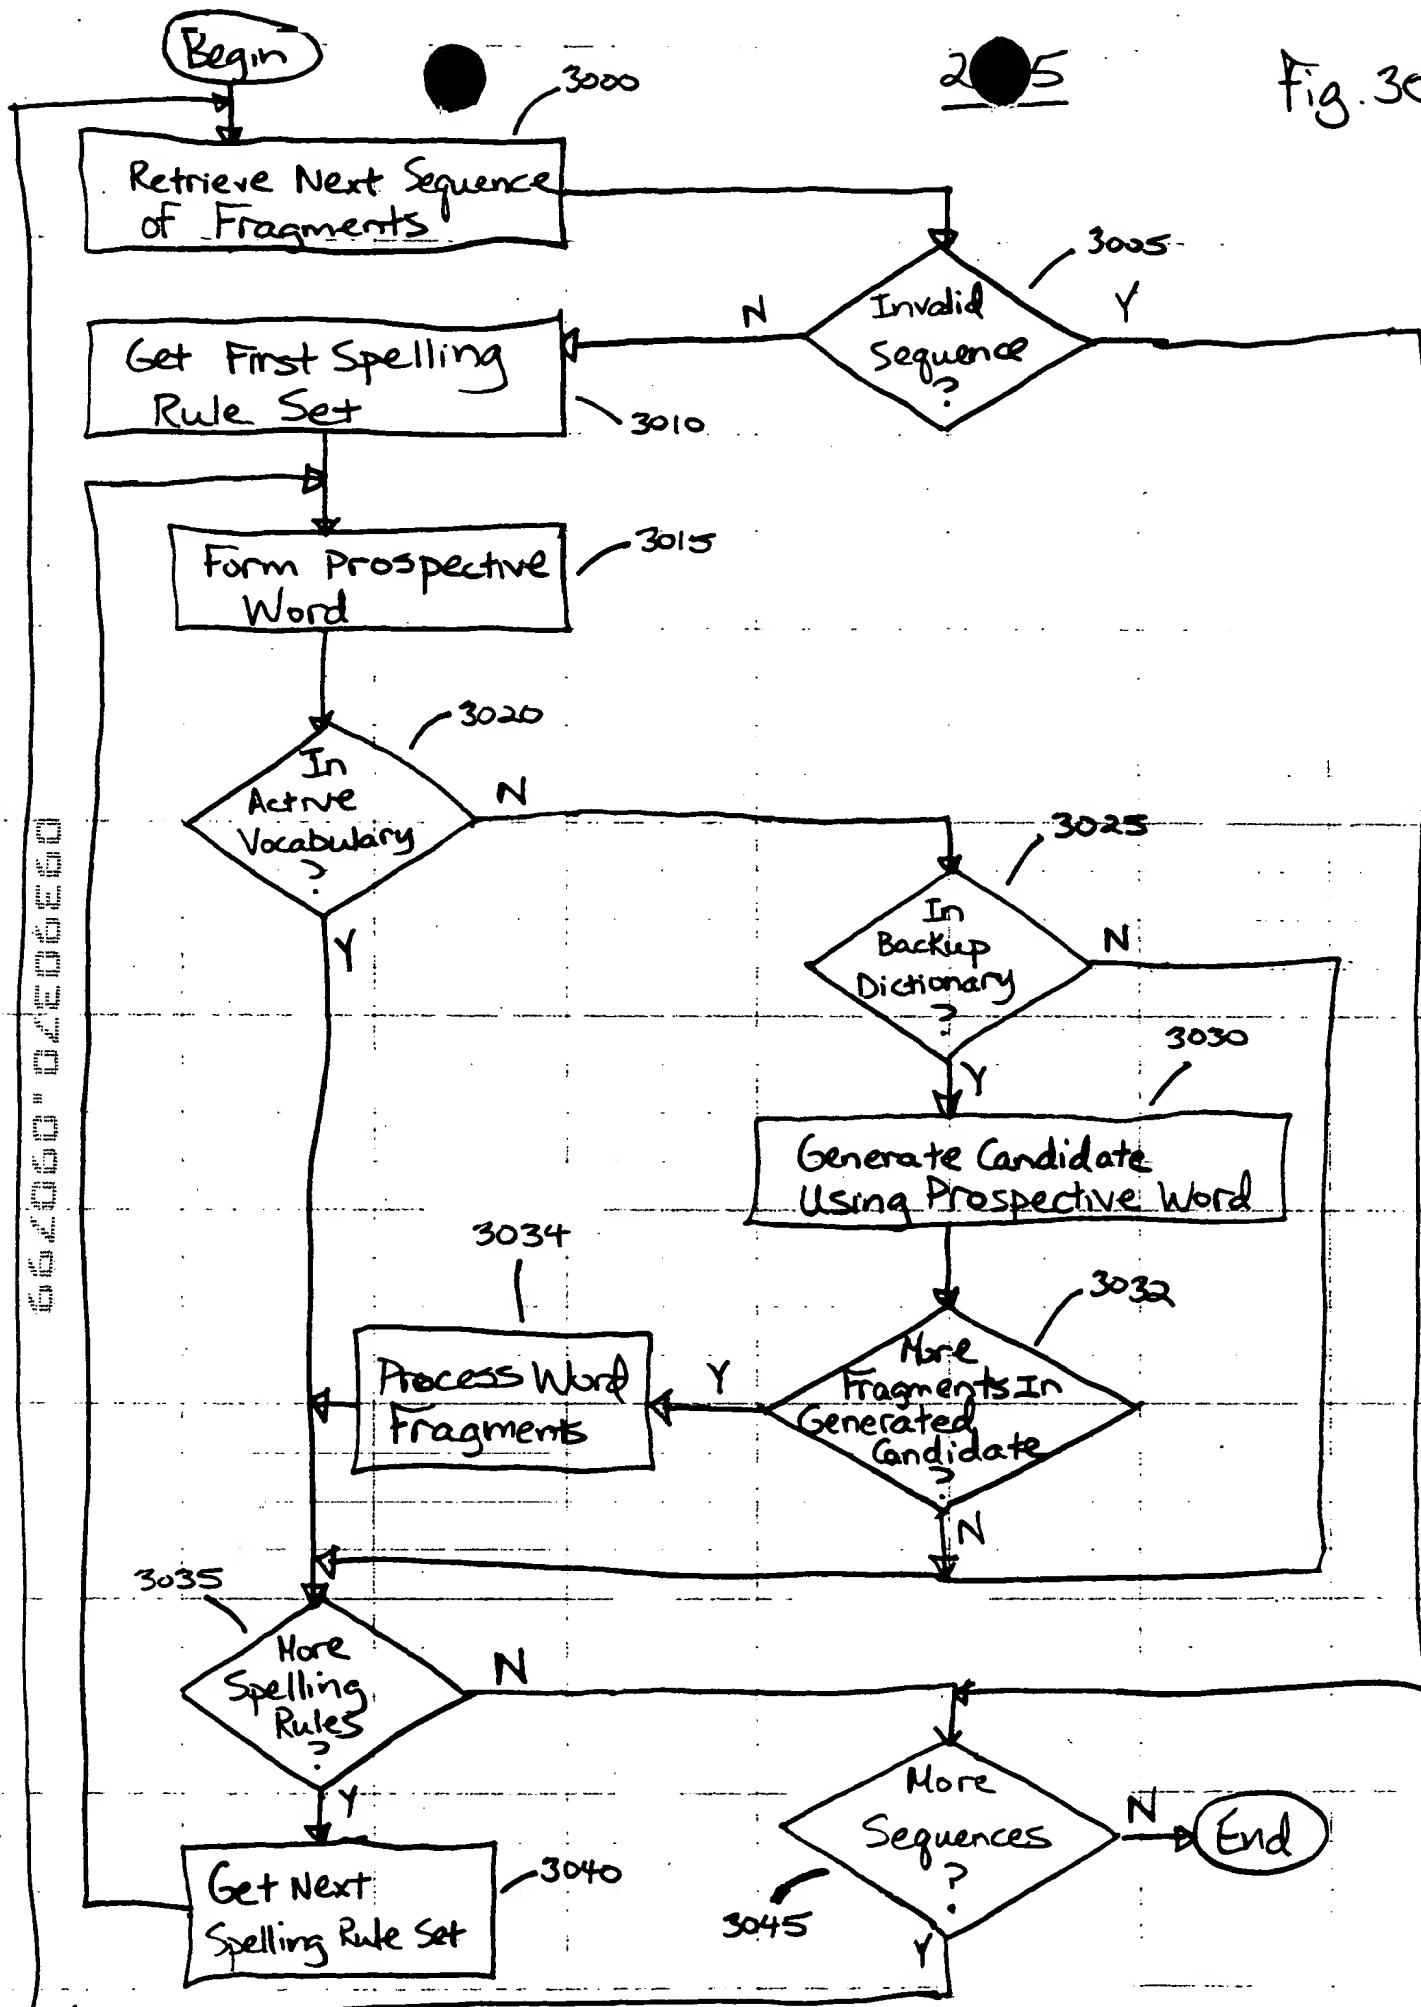 Begin
3000
25
Fig. 30
Retrieve Next Sequence
of Fragments
3005
Invalid
Sequence
?
N
Y
Get First Spelling
Rule Set
3010
3015
Form Prospective
Word
3020
In
Active
Vocabulary
?
N
Y
3025
In
Backup
Dictionary
?
N
Y
3030
Generate Candidate
Using Prospective Word
3034
3032
Process Word
Fragments
Y
More
Fragments In
Generated
Candidate
?
N
3035
More
Spelling
Rules
?
N
Y
More
Sequences
?
N
End
3040
Get Next
Spelling Rule Set
3045
Y